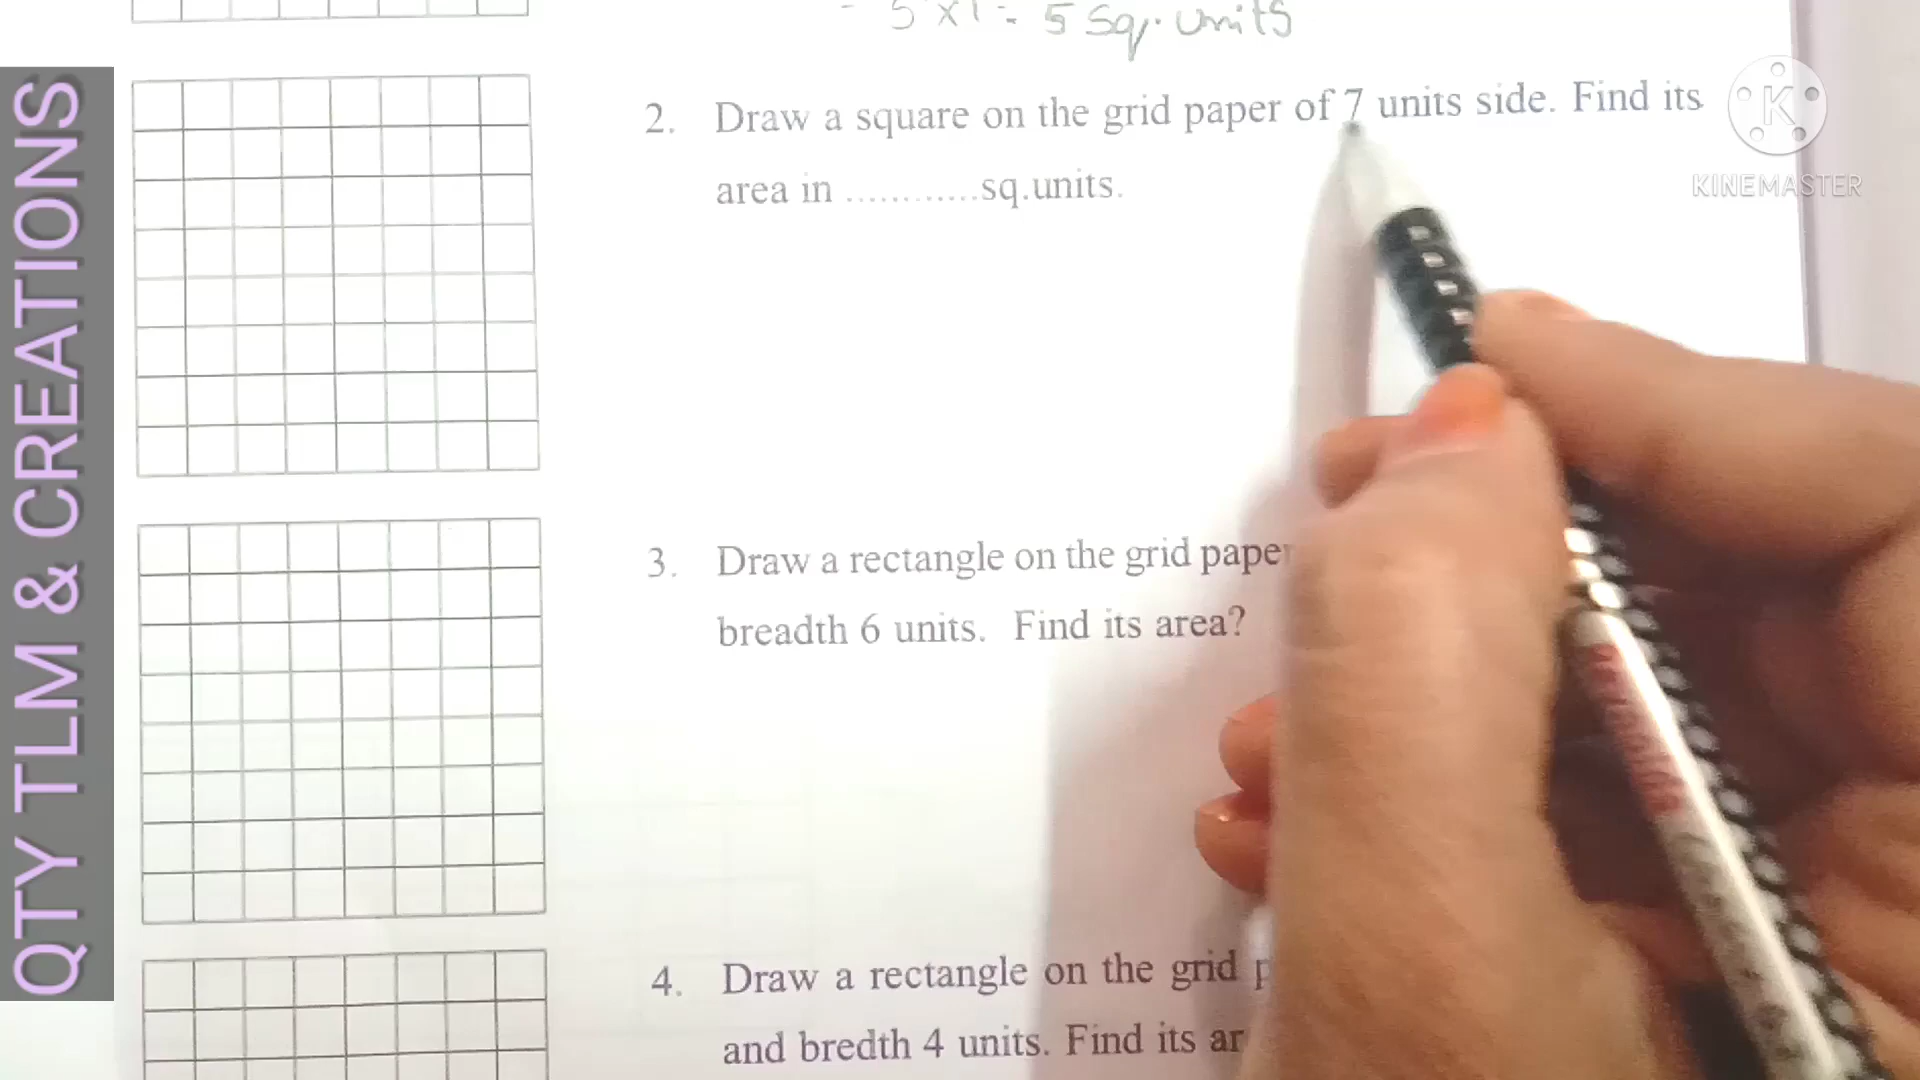 5 x 1 = 5 Sq. units
2. Draw a square on the grid paper of 7 units side. Find its
area in ............sq.units.
3. Draw a rectangle on the grid paper
breadth 6 units. Find its area?
4. Draw a rectangle on the grid
and bredth 4 units. Find its
QTY TLM & CREATIONS
K
KINEMASTER